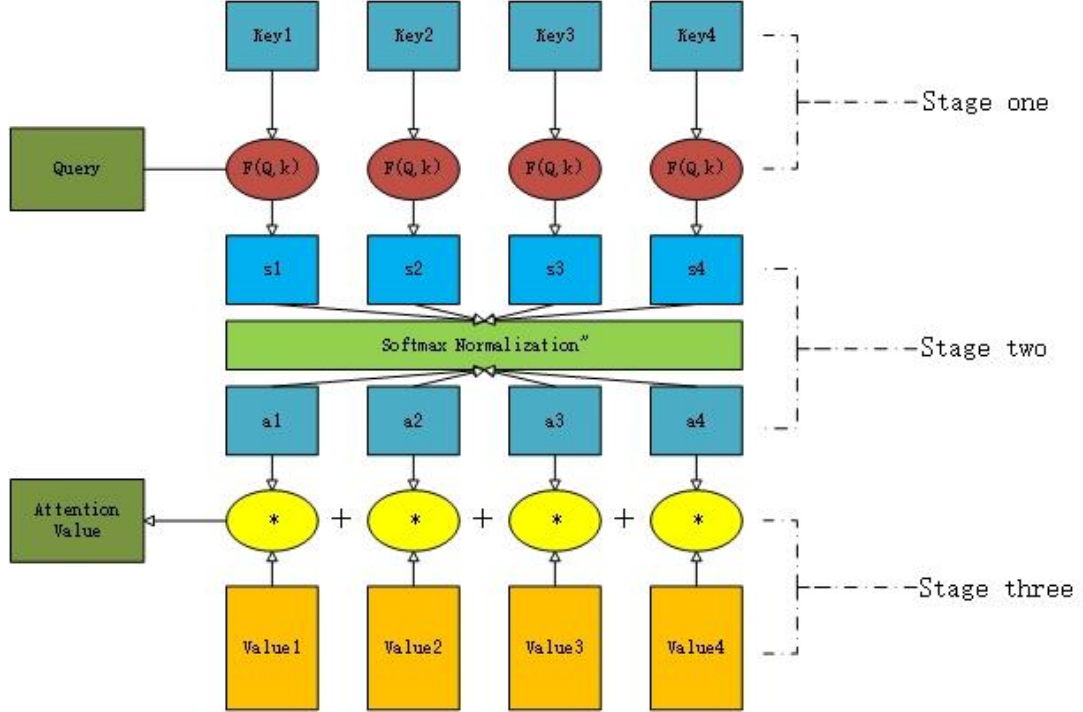 Key1
Key2
Key3
Key4
Stage one
Query
F(Q,k)
F(Q,k)
F(Q,k)
F(Q,k)
s1
s2
s3
s4
Softmax Normalization"
Stage two
a1
a2
a3
a4
Attention
Value
*
+
*
+
*
+
*
Stage three
Value1
Value2
Value3
Value4